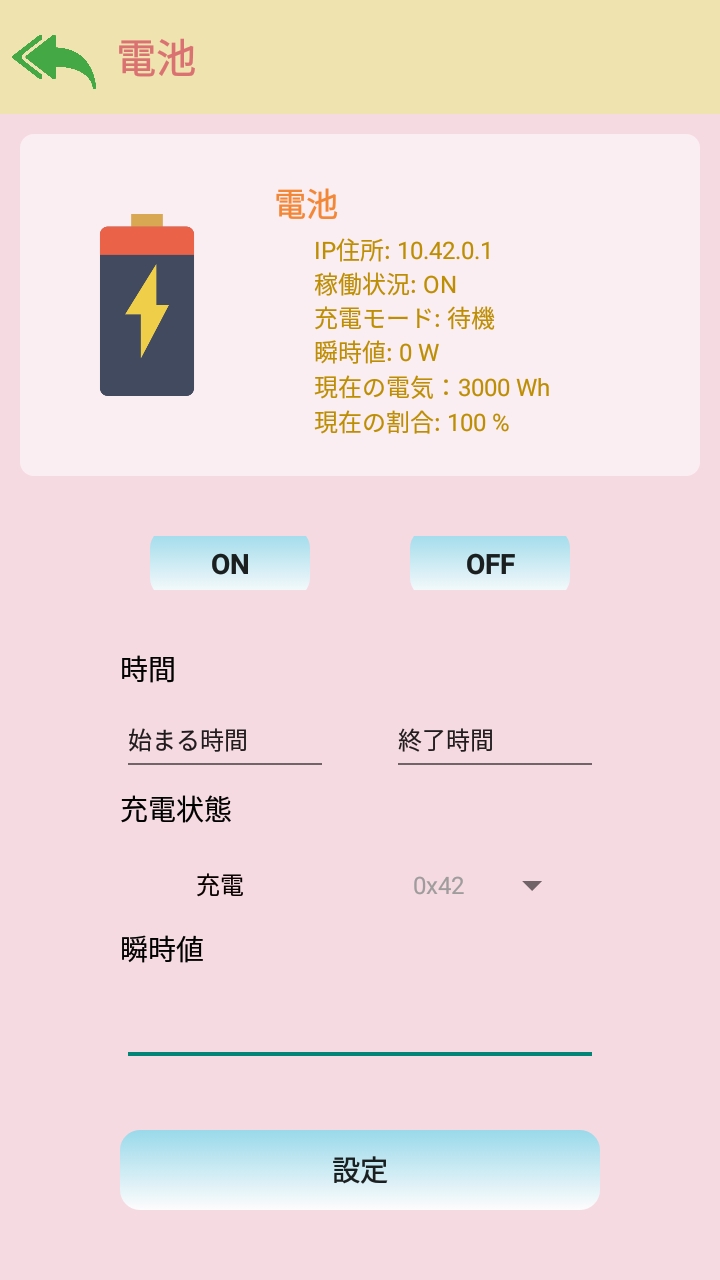 電池
電池
IP住所: 10.42.0.1
稼働状況: ON
充電モード: 待機
瞬時値: 0 W
現在の電気：3000 Wh
現在の割合: 100 %
ON OFF
時間
始まる時間 終了時間
充電状態
充電 0x42
瞬時値
設定